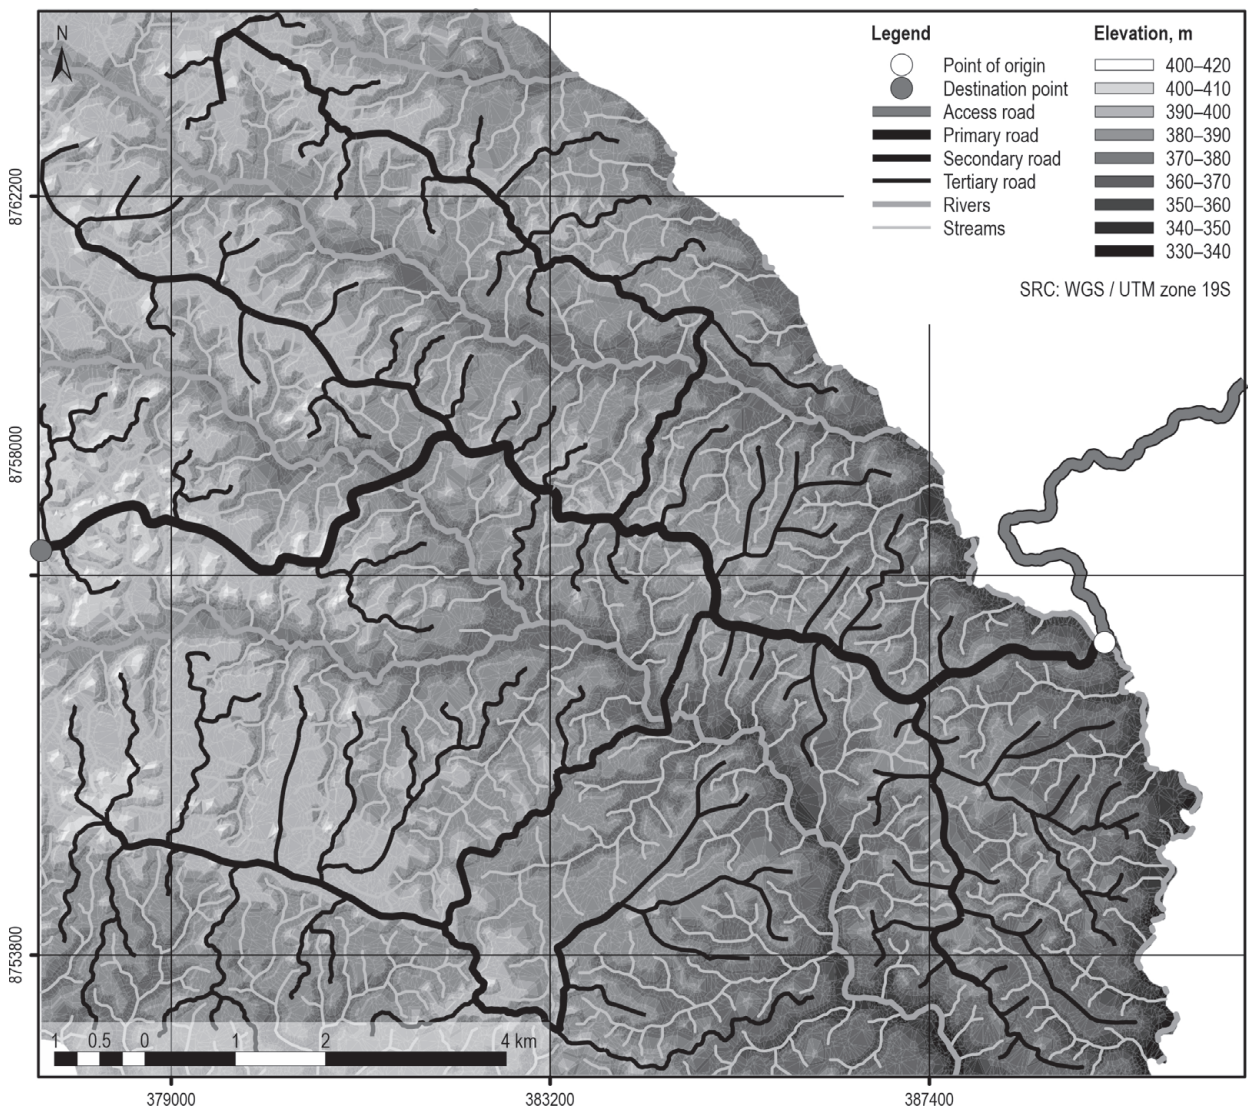 N
Legend
Point of origin
Destination point
Access road
Primary road
Secondary road
Tertiary road
Rivers
Streams
Elevation, m
400–420
400–410
390–400
380–390
370–380
360–370
350–360
340–350
330–340
SRC: WGS / UTM zone 19S
8762200
8758000
8753800
1 0.5 0 1 2 4 km
379000 383200 387400